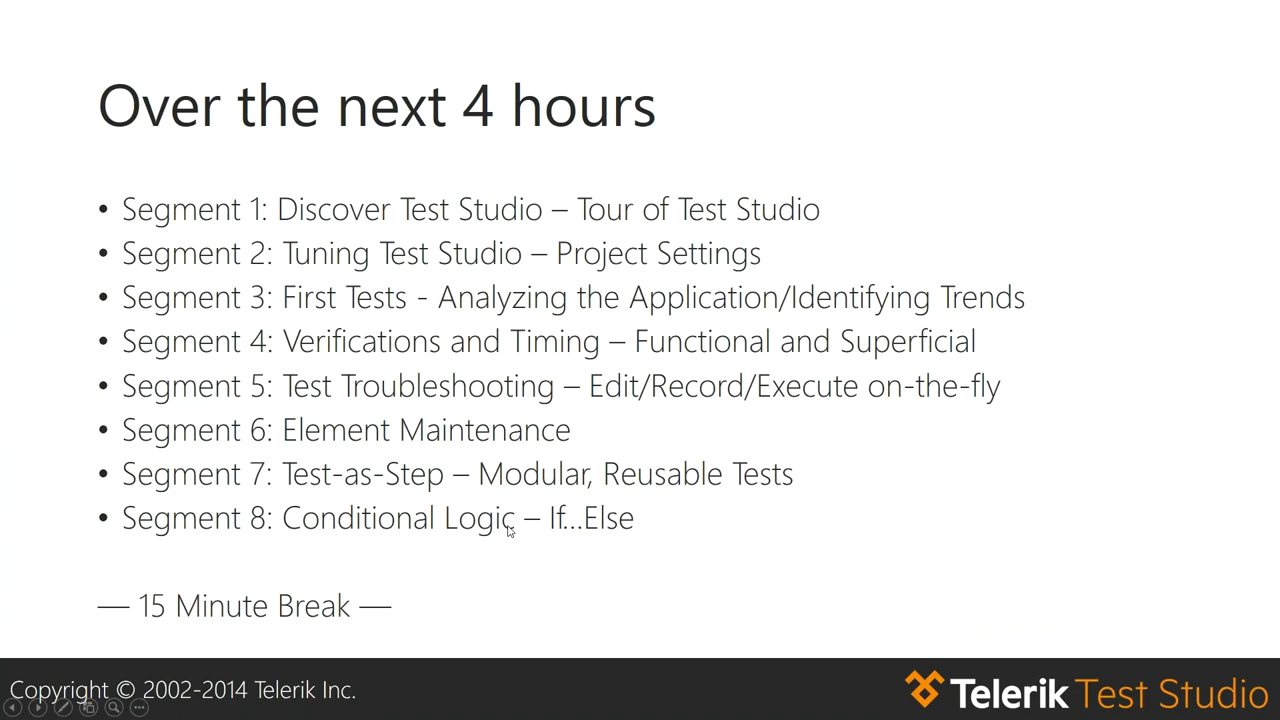 Over the next 4 hours
• Segment 1: Discover Test Studio – Tour of Test Studio
• Segment 2: Tuning Test Studio – Project Settings
• Segment 3: First Tests - Analyzing the Application/Identifying Trends
• Segment 4: Verifications and Timing – Functional and Superficial
• Segment 5: Test Troubleshooting – Edit/Record/Execute on-the-fly
• Segment 6: Element Maintenance
• Segment 7: Test-as-Step – Modular, Reusable Tests
• Segment 8: Conditional Logic – If...Else
— 15 Minute Break —
Copyright © 2002-2014 Telerik Inc.
Telerik Test Studio